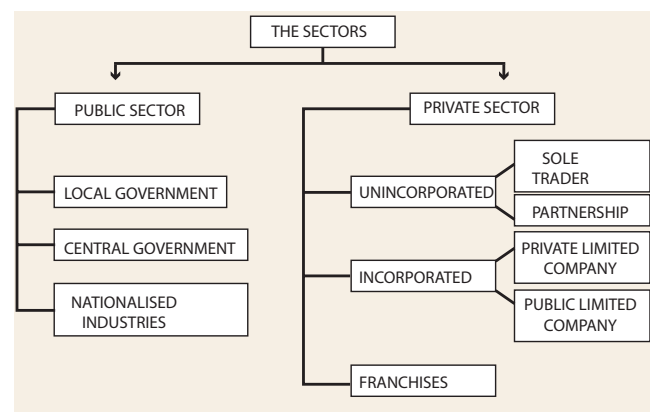 THE SECTORS
PUBLIC SECTOR
LOCAL GOVERNMENT
CENTRAL GOVERNMENT
NATIONALISED
INDUSTRIES
PRIVATE SECTOR
UNINCORPORATED
SOLE
TRADER
PARTNERSHIP
INCORPORATED
PRIVATE LIMITED
COMPANY
PUBLIC LIMITED
COMPANY
FRANCHISES